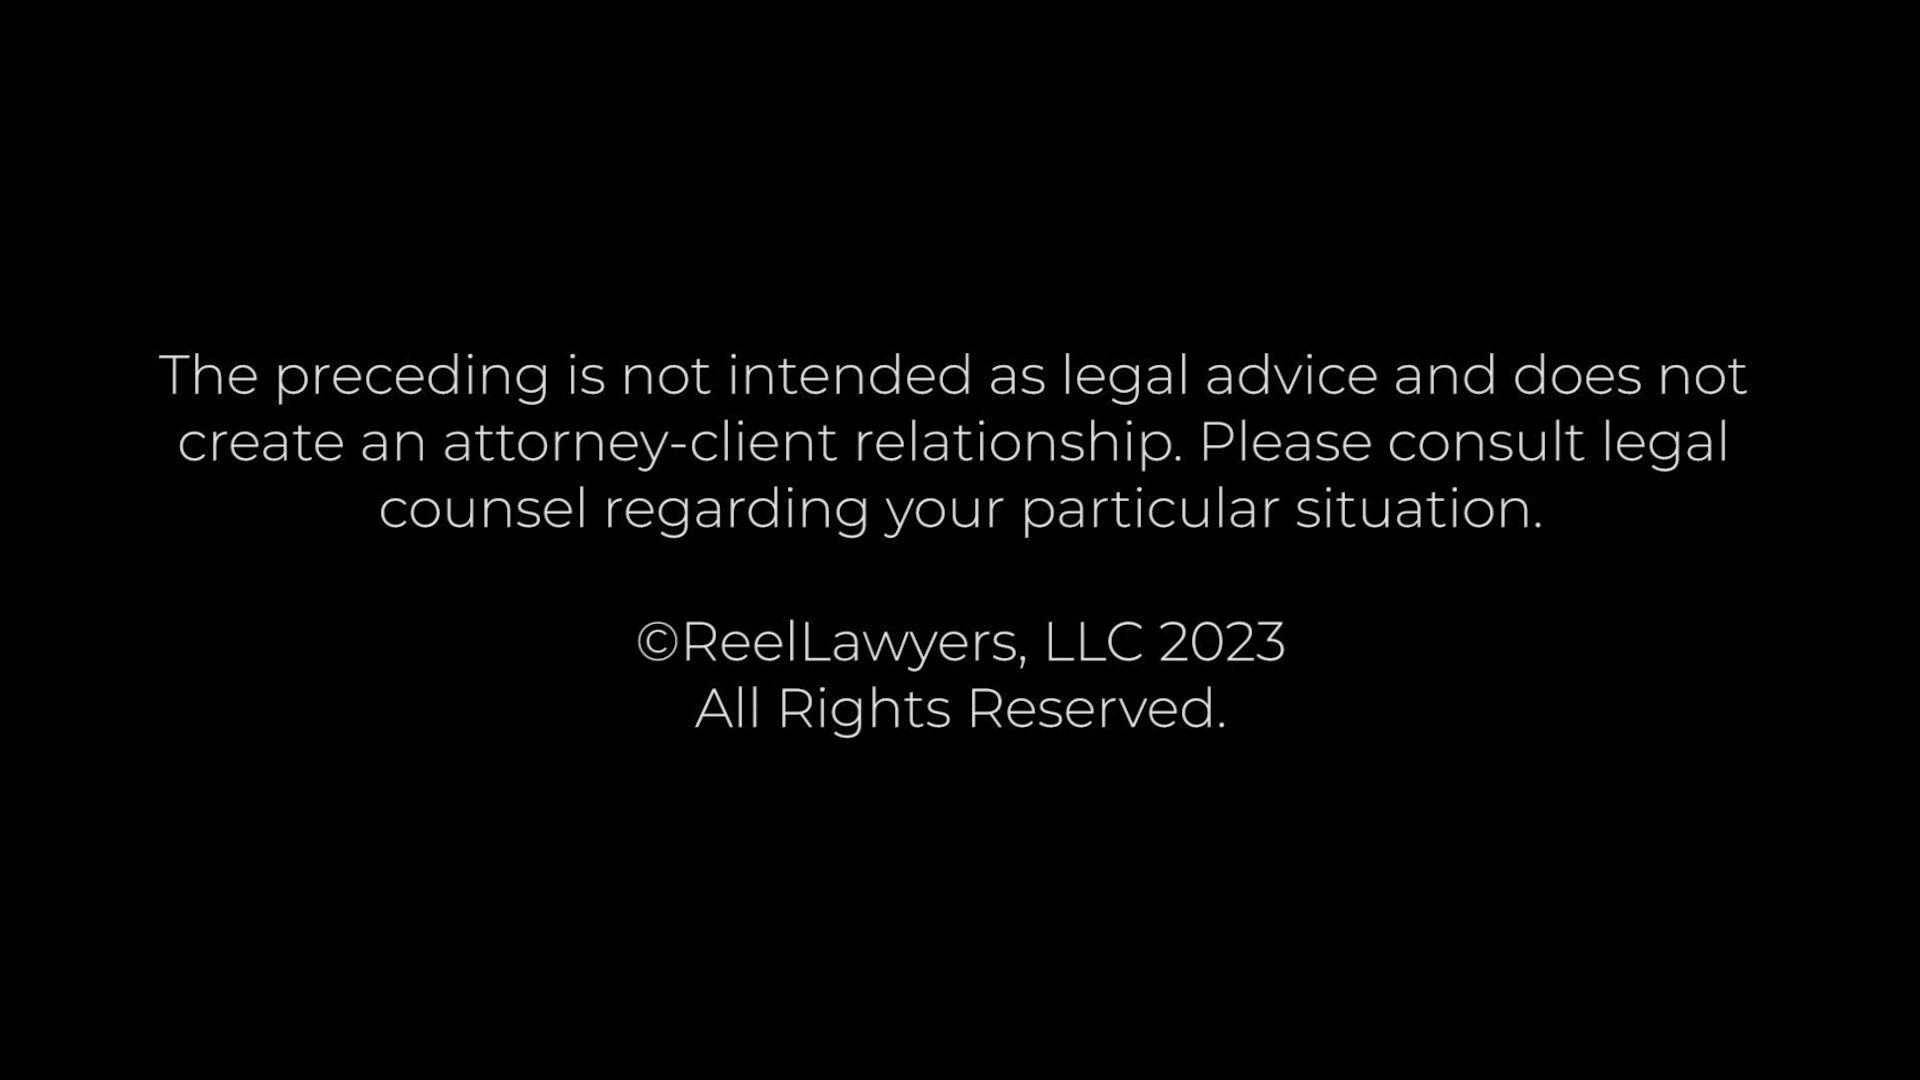 The preceding is not intended as legal advice and does not
create an attorney-client relationship. Please consult legal
counsel regarding your particular situation.
©ReelLawyers, LLC 2023
All Rights Reserved.